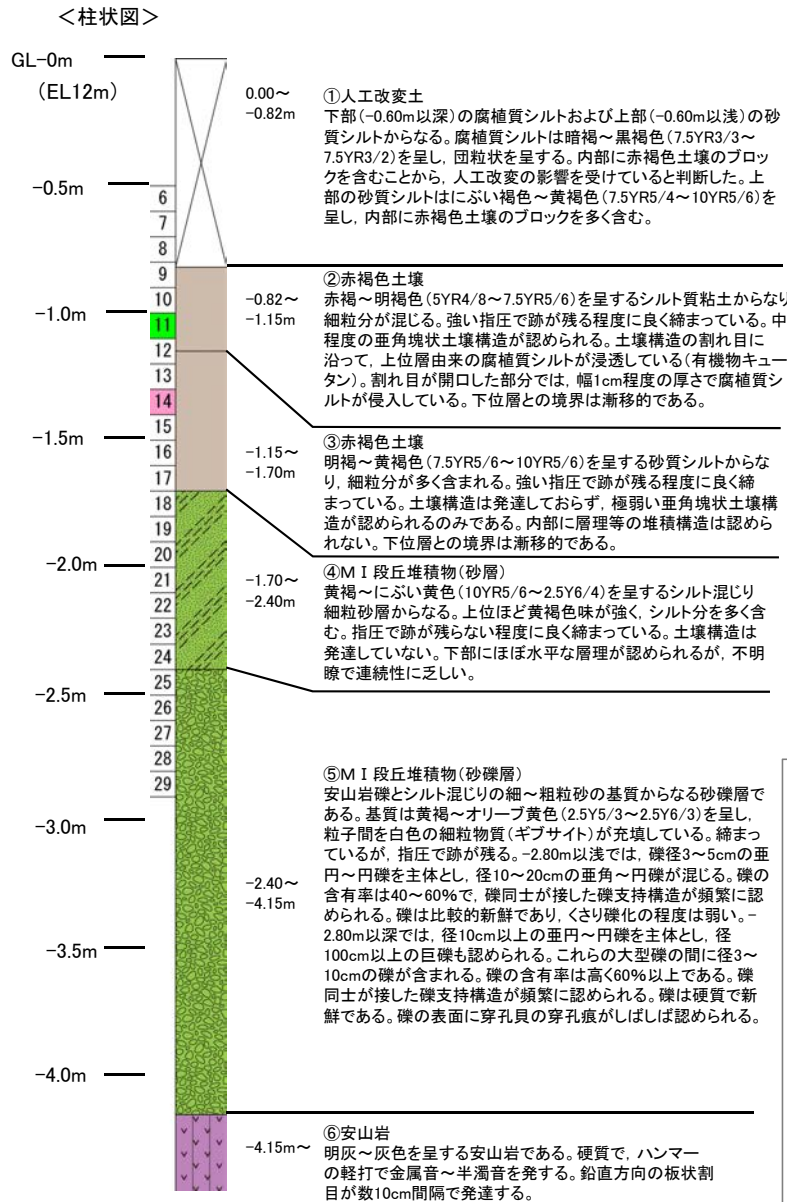 ＜柱状図＞
GL-0m
(EL12m)
0.00～
-0.82m
①人工改変土
下部(-0.60m以深)の腐植質シルトおよび上部(-0.60m以浅)の砂
質シルトからなる。腐植質シルトは暗褐～黒褐色(7.5YR3/3～
7.5YR3/2)を呈し，団粒状を呈する。内部に赤褐色土壌のブロッ
クを含むことから，人工改変の影響を受けていると判断した。上
部の砂質シルトはにぶい褐色～黄褐色(7.5YR5/4～10YR5/6)を
呈し，内部に赤褐色土壌のブロックを多く含む。
-0.5m
6
7
8
9
10
11
12
13
14
15
16
17
18
19
20
21
22
23
24
25
26
27
28
29
-1.0m
-0.82～
-1.15m
②赤褐色土壌
赤褐～明褐色(5YR4/8～7.5YR5/6)を呈するシルト質粘土からなり
細粒分が混じる。強い指圧で跡が残る程度に良く締まっている。中
程度の亜角塊状土壌構造が認められる。土壌構造の割れ目に
沿って，上位層由来の腐植質シルトが浸透している(有機物キュー
タン)。割れ目が開口した部分では，幅1cm程度の厚さで腐植質シ
ルトが侵入している。下位層との境界は漸移的である。
-1.5m
-1.15～
-1.70m
③赤褐色土壌
明褐～黄褐色(7.5YR5/6～10YR5/6)を呈する砂質シルトからな
り，細粒分が多く含まれる。強い指圧で跡が残る程度に良く締
まっている。土壌構造は発達しておらず，極弱い亜角塊状土壌構
造が認められるのみである。内部に層理等の堆積構造は認めら
れない。下位層との境界は漸移的である。
-2.0m
-1.70～
-2.40m
④ＭⅠ段丘堆積物(砂層)
黄褐～にぶい黄色(10YR5/6～2.5Y6/4)を呈するシルト混じり
細粒砂層からなる。上位ほど黄褐色味が強く，シルト分を多く含
む。指圧で跡が残らない程度に良く締まっている。土壌構造は
発達していない。下部にほぼ水平な層理が認められるが，不明
瞭で連続性に乏しい。
-2.5m
-3.0m
-2.40～
-4.15m
⑤ＭⅠ段丘堆積物(砂礫層)
安山岩礫とシルト混じりの細～粗粒砂の基質からなる砂礫層で
ある。基質は黄褐～オリーブ黄色(2.5Y5/3～2.5Y6/3)を呈し，
粒子間を白色の細粒物質(ギブサイト)が充填している。締まっ
ているが，指圧で跡が残る。-2.80m以浅では，礫径3～5cmの亜
円～円礫を主体とし，径10～20cmの亜角～円礫が混じる。礫の
含有率は40～60%で，礫同士が接した礫支持構造が頻繁に認
められる。礫は比較的新鮮であり，くさり礫化の程度は弱い。-
2.80m以深では，径10cm以上の亜円～円礫を主体とし，径
100cm以上の巨礫も認められる。これらの大型礫の間に径3～
10cmの礫が含まれる。礫の含有率は高く60%以上である。礫
同士が接した礫支持構造が頻繁に認められる。礫は硬質で新
鮮である。礫の表面に穿孔貝の穿孔痕がしばしば認められる。
-3.5m
-4.0m
-4.15m～
⑥安山岩
明灰～灰色を呈する安山岩である。硬質で，ハンマー
の軽打で金属音～半濁音を発する。鉛直方向の板状割
目が数10cm間隔で発達する。